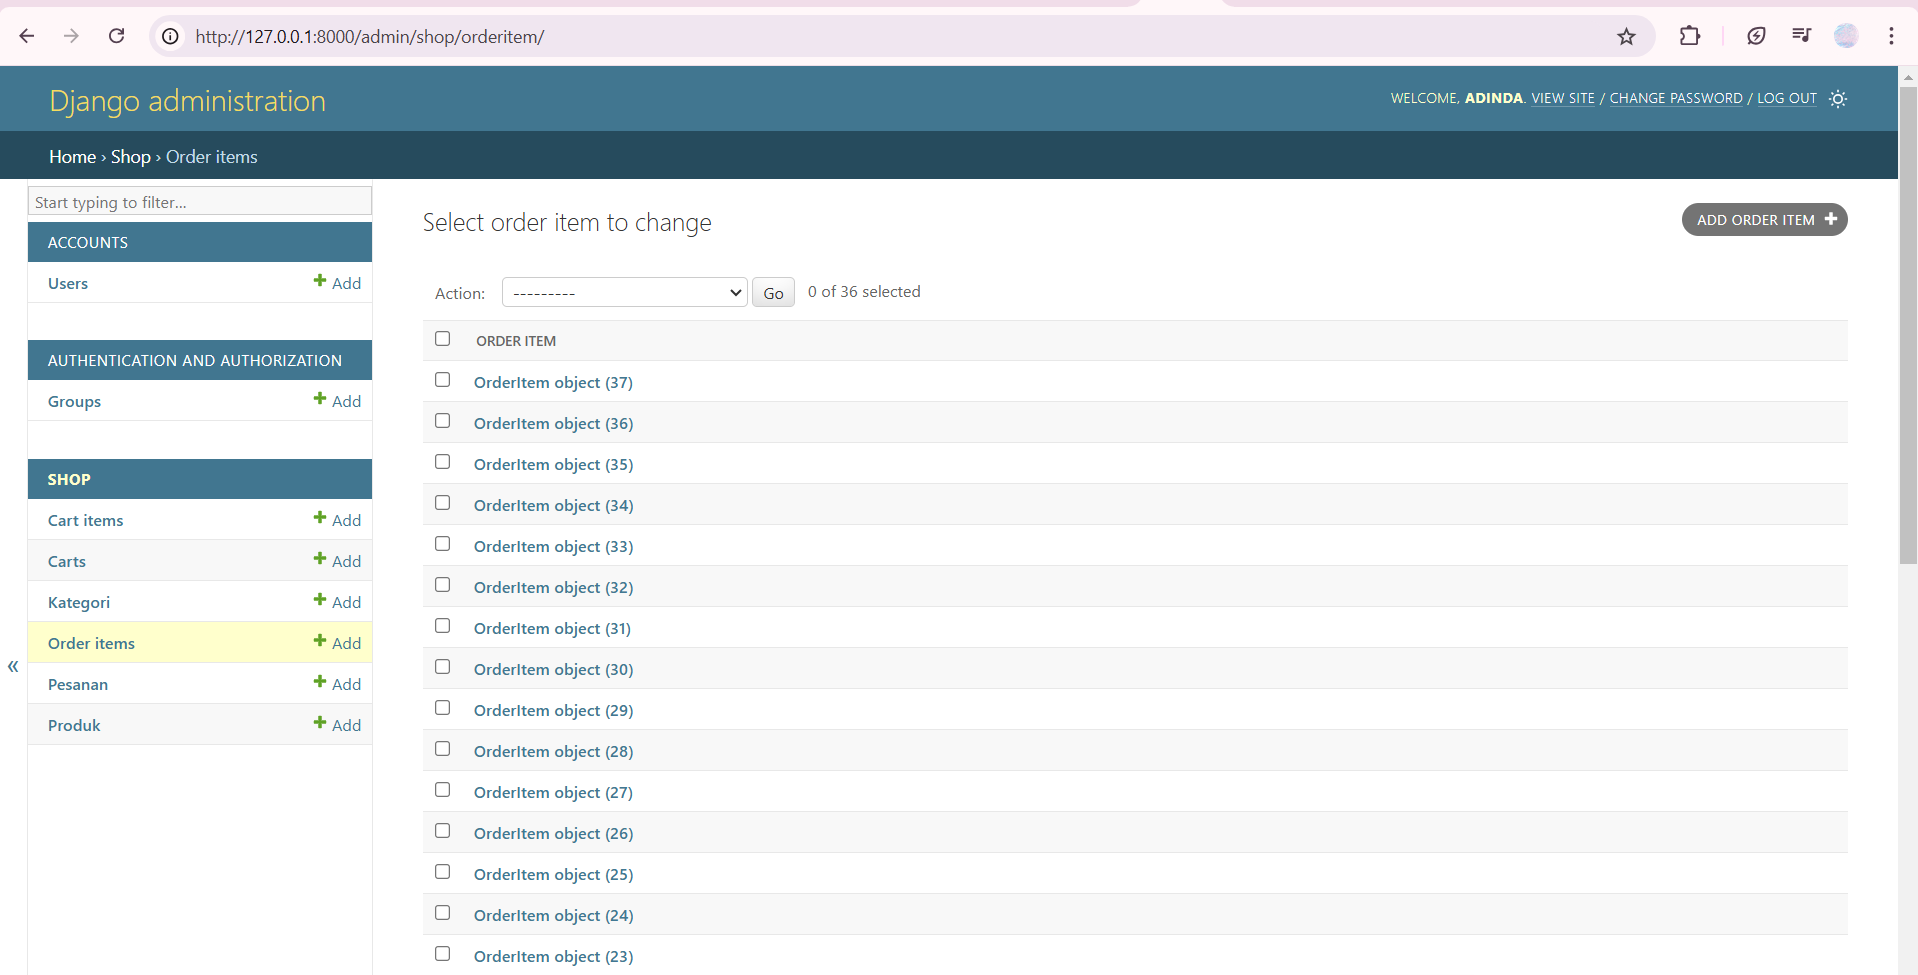 http://127.0.0.1:8000/admin/shop/orderitem/
Django administration
WELCOME, ADINDA. VIEW SITE / CHANGE PASSWORD / LOG OUT
Home › Shop › Order items
Start typing to filter...
ACCOUNTS
Users Add
AUTHENTICATION AND AUTHORIZATION
Groups Add
SHOP
Cart items Add
Carts Add
Kategori Add
Order items Add
Pesanan Add
Produk Add
«
Select order item to change
ADD ORDER ITEM
Action: --------- Go 0 of 36 selected
ORDER ITEM
OrderItem object (37)
OrderItem object (36)
OrderItem object (35)
OrderItem object (34)
OrderItem object (33)
OrderItem object (32)
OrderItem object (31)
OrderItem object (30)
OrderItem object (29)
OrderItem object (28)
OrderItem object (27)
OrderItem object (26)
OrderItem object (25)
OrderItem object (24)
OrderItem object (23)